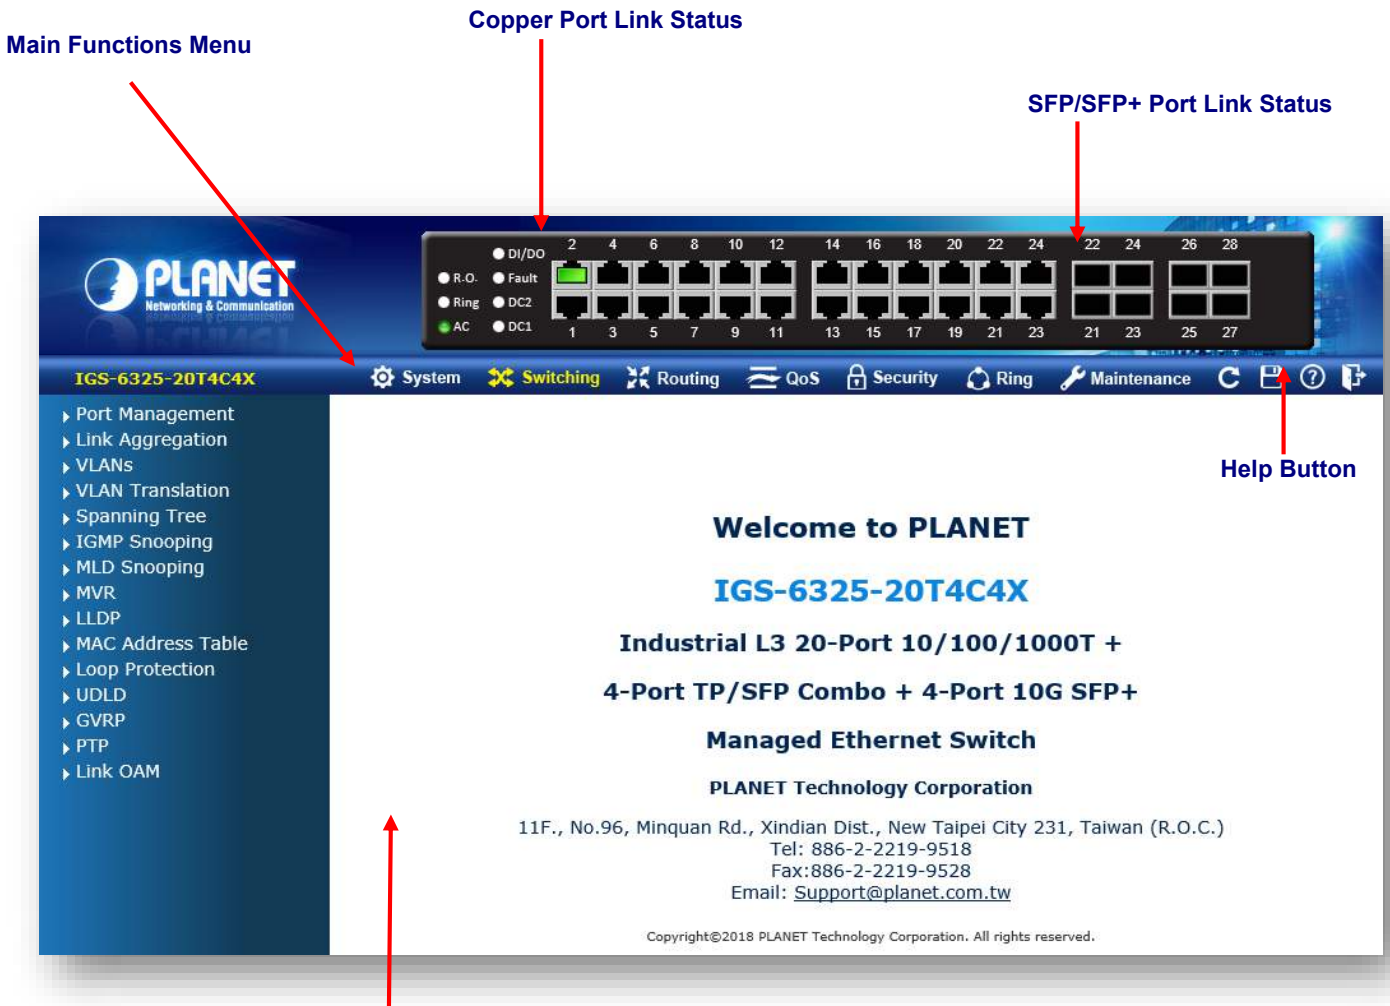 Copper Port Link Status
Main Functions Menu
SFP/SFP+ Port Link Status
PLANET
Networking & Communication
DI/DO
R.O. Fault
Ring DC2
AC DC1
2 4 6 8 10 12 14 16 18 20 22 24 22 24 26 28
1 3 5 7 9 11 13 15 17 19 21 23 21 23 25 27
IGS-6325-20T4C4X
System Switching Routing QoS Security Ring Maintenance
Help Button
Port Management
Link Aggregation
VLANs
VLAN Translation
Spanning Tree
IGMP Snooping
MLD Snooping
MVR
LLDP
MAC Address Table
Loop Protection
UDLD
GVRP
PTP
Link OAM
Welcome to PLANET
IGS-6325-20T4C4X
Industrial L3 20-Port 10/100/1000T +
4-Port TP/SFP Combo + 4-Port 10G SFP+
Managed Ethernet Switch
PLANET Technology Corporation
11F., No.96, Minquan Rd., Xindian Dist., New Taipei City 231, Taiwan (R.O.C.)
Tel: 886-2-2219-9518
Fax:886-2-2219-9528
Email: Support@planet.com.tw
Copyright©2018 PLANET Technology Corporation. All rights reserved.